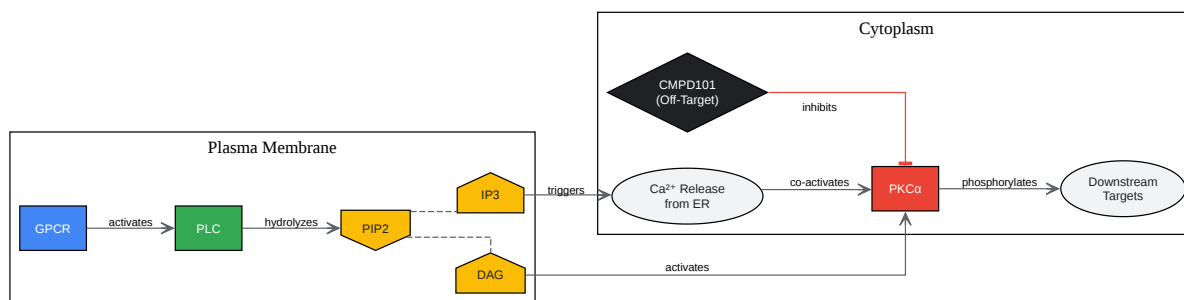 Cytoplasm
CMPD101
(Off-Target)
inhibits
Plasma Membrane
IP3
triggers
Ca²⁺ Release
from ER
co-activates
PKCα
phosphorylates
Downstream
Targets
GPCR
activates
PLC
hydrolyzes
PIP2
DAG
activates